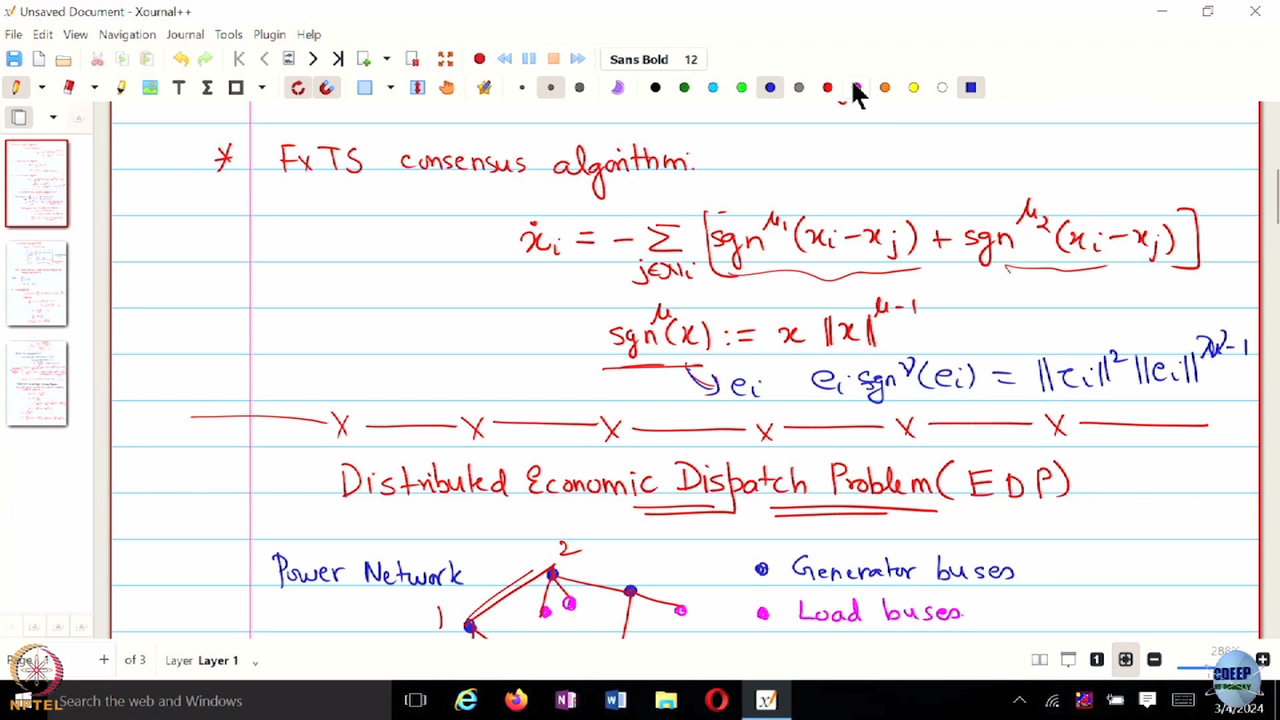 Unsaved Document - Xournal++
File Edit View Navigation Journal Tools Plugin Help
Sans Bold 12
* FxTS consensus algorithm:
ẋi = - ∑j∈Ni [sgn^μ1 (xi-xj) + sgn^μ2 (xi-xj)]
sgn^μ(x) := x ||x||^μ-1
ei ei sgn^ν(ei) = ||ei||^2 ||ei||^ν-1
X X X X X X
Distributed Economic Dispatch Problem (EDP)
2
Power Network
Generator buses
1
Load buses
Page 1 of 3 Layer Layer 1
288%
NPTEL
CDEEP
Search the web and Windows
3/4/2024